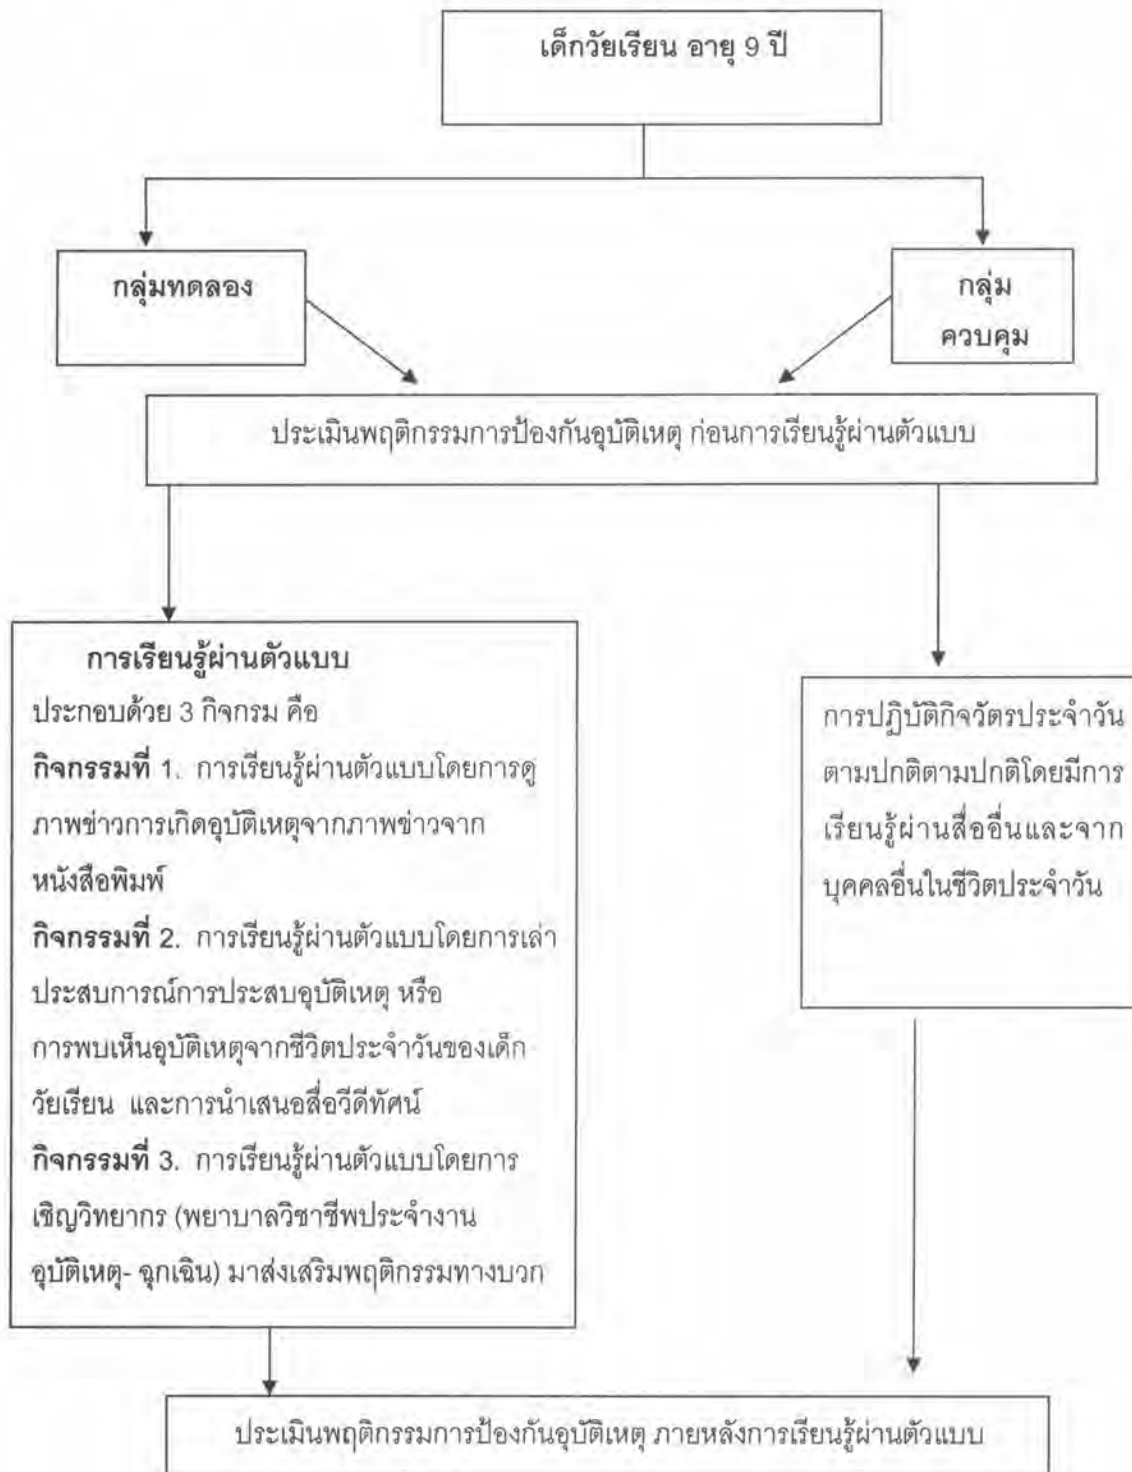 เด็กวัยเรียน อายุ 9 ปี
กลุ่มทดลอง
กลุ่ม
ควบคุม
ประเมินพฤติกรรมการป้องกันอุบัติเหตุ ก่อนการเรียนรู้ผ่านตัวแบบ
การเรียนรู้ผ่านตัวแบบ
ประกอบด้วย 3 กิจกรม คือ
กิจกรรมที่ 1. การเรียนรู้ผ่านตัวแบบโดยการดู
ภาพข่าวการเกิดอุบัติเหตุจากภาพข่าวจาก
หนังสือพิมพ์
กิจกรรมที่ 2. การเรียนรู้ผ่านตัวแบบโดยการเล่า
ประสบการณ์การประสบอุบัติเหตุ หรือ
การพบเห็นอุบัติเหตุจากชีวิตประจำวันของเด็ก
วัยเรียน และการนำเสนอสื่อวีดีทัศน์
กิจกรรมที่ 3. การเรียนรู้ผ่านตัวแบบโดยการ
เชิญวิทยากร (พยาบาลวิชาชีพประจำงาน
อุบัติเหตุ- ฉุกเฉิน) มาส่งเสริมพฤติกรรมทางบวก
การปฏิบัติกิจวัตรประจำวัน
ตามปกติตามปกติโดยมีการ
เรียนรู้ผ่านสื่ออื่นและจาก
บุคคลอื่นในชีวิตประจำวัน
ประเมินพฤติกรรมการป้องกันอุบัติเหตุ ภายหลังการเรียนรู้ผ่านตัวแบบ